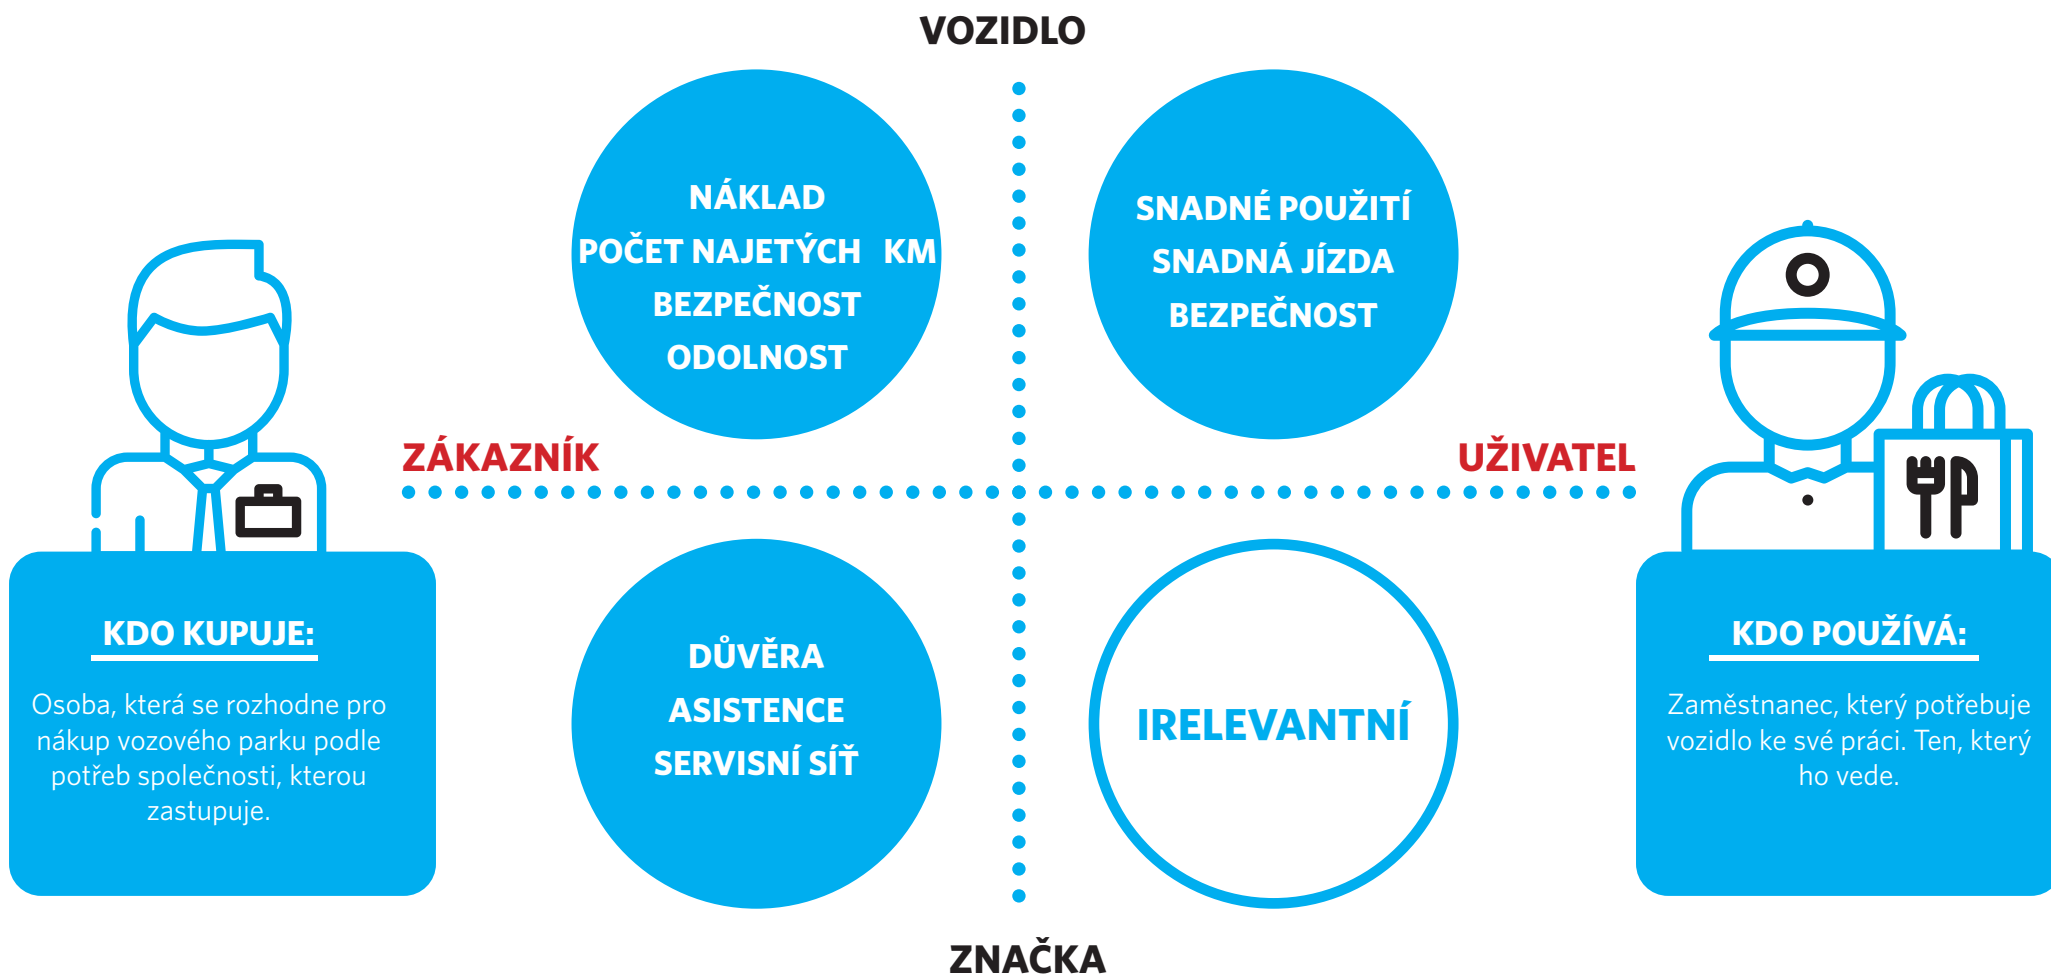 VOZIDLO
NÁKLAD
POČET NAJETÝCH KM
BEZPEČNOST
ODOLNOST
SNADNÉ POUŽITÍ
SNADNÁ JÍZDA
BEZPEČNOST
ZÁKAZNÍK
UŽIVATEL
KDO KUPUJE:
Osoba, která se rozhodne pro
nákup vozového parku podle
potřeb společnosti, kterou
zastupuje.
DŮVĚRA
ASISTENCE
SERVISNÍ SÍŤ
IRELEVANTNÍ
KDO POUŽÍVÁ:
Zaměstnanec, který potřebuje
vozidlo ke své práci. Ten, který
ho vede.
ZNAČKA